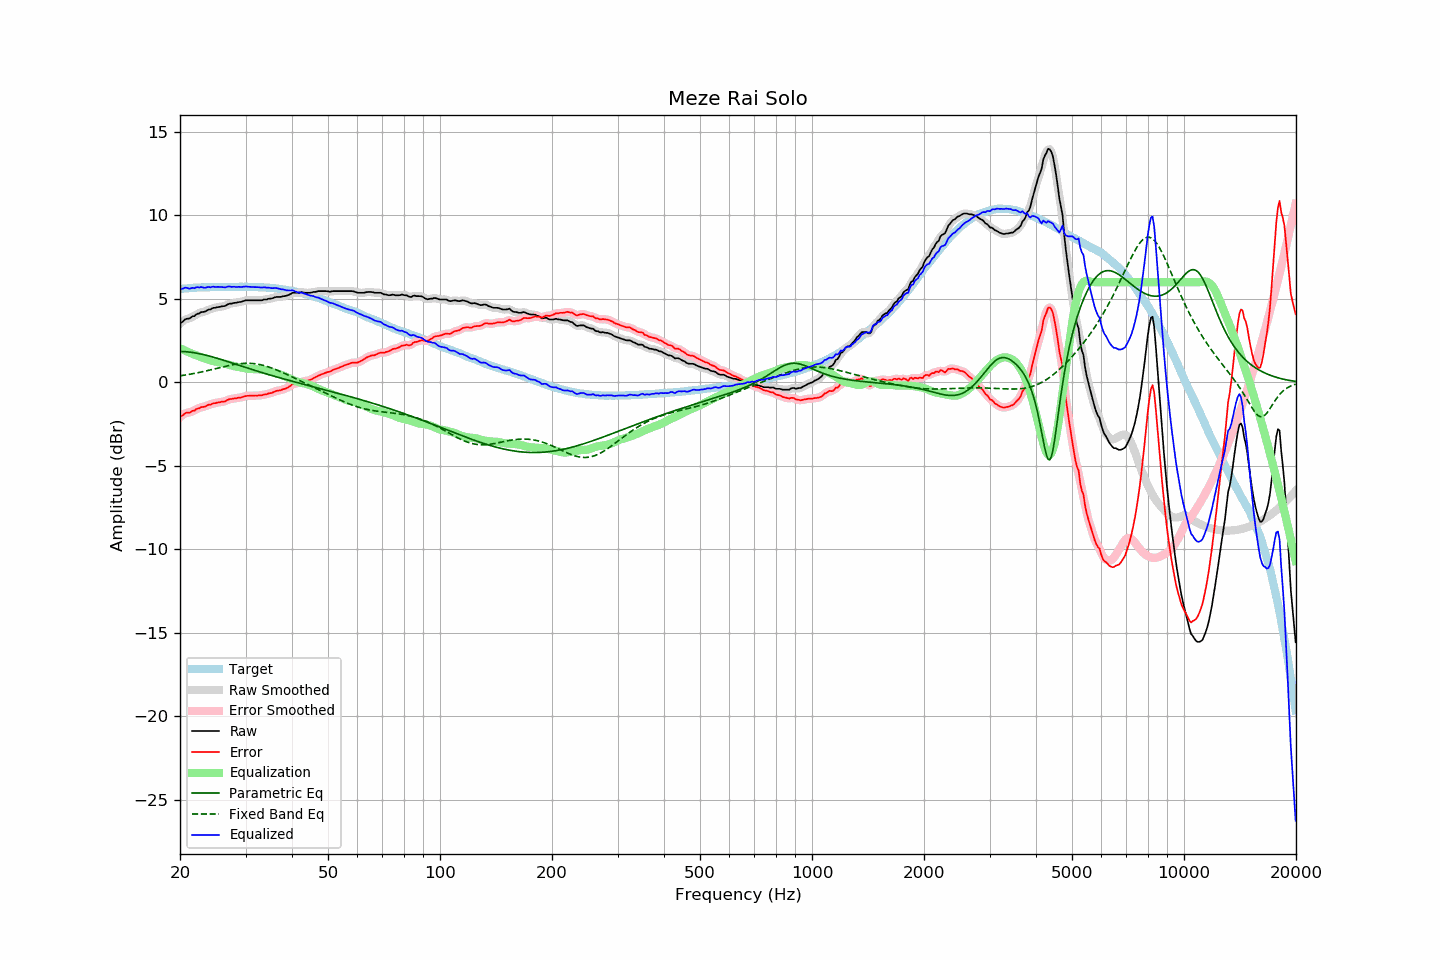 Meze Rai Solo
15
10
5
0
−5
−10
−15
−20
−25
Amplitude (dBr)
Target
Raw Smoothed
Error Smoothed
Raw
Error
Equalization
Parametric Eq
Fixed Band Eq
Equalized
20 50 100 200 500 1000 2000 5000 10000 20000
Frequency (Hz)